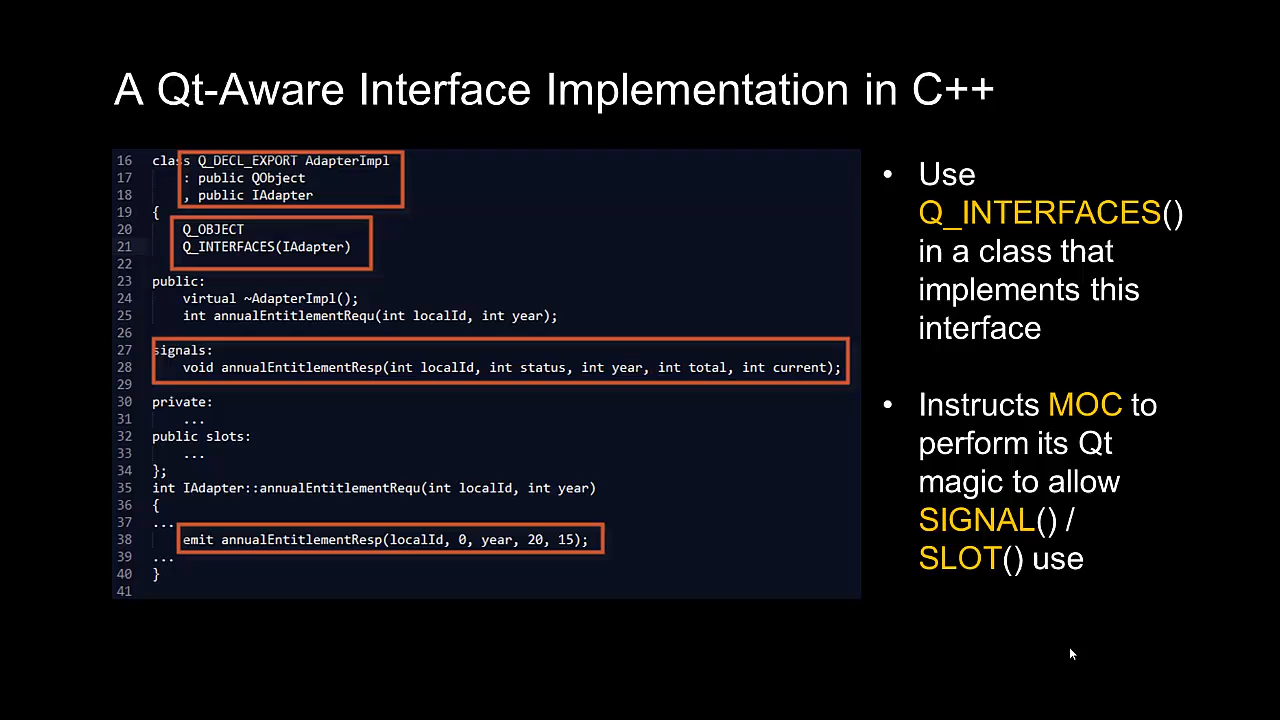 A Qt-Aware Interface Implementation in C++
16 class Q_DECL_EXPORT AdapterImpl
17 : public QObject
18 , public IAdapter
19 {
20 Q_OBJECT
21 Q_INTERFACES(IAdapter)
22
23 public:
24 virtual ~AdapterImpl();
25 int annualEntitlementRequ(int localId, int year);
26
27 signals:
28 void annualEntitlementResp(int localId, int status, int year, int total, int current);
29
30 private:
31 ...
32 public slots:
33 ...
34 };
35 int IAdapter::annualEntitlementRequ(int localId, int year)
36 {
37 ...
38 emit annualEntitlementResp(localId, 0, year, 20, 15);
39 ...
40 }
41
• Use
Q_INTERFACES()
in a class that
implements this
interface
• Instructs MOC to
perform its Qt
magic to allow
SIGNAL() /
SLOT() use